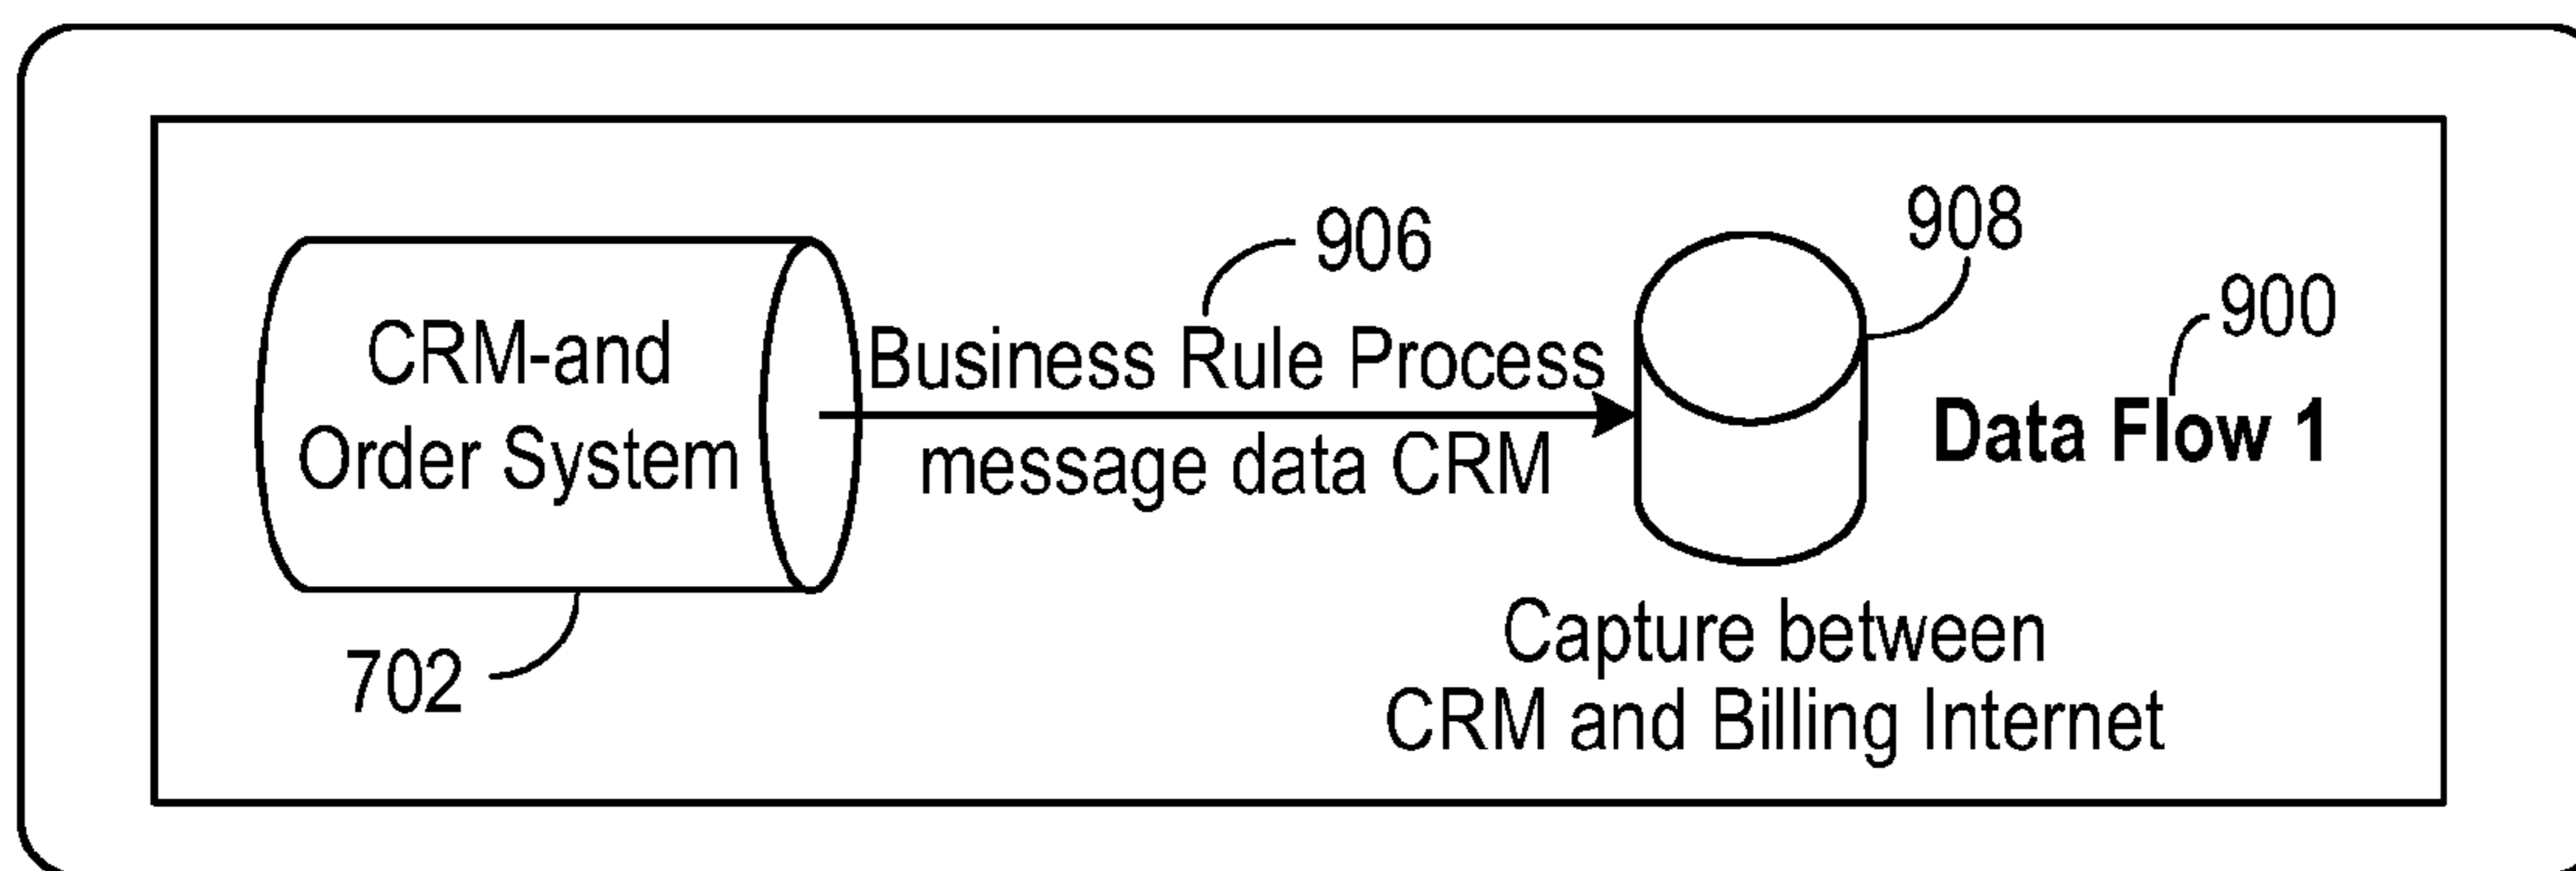 906
908
900
CRM-and
Order System
Business Rule Process
message data CRM
Data Flow 1
702
Capture between
CRM and Billing Internet